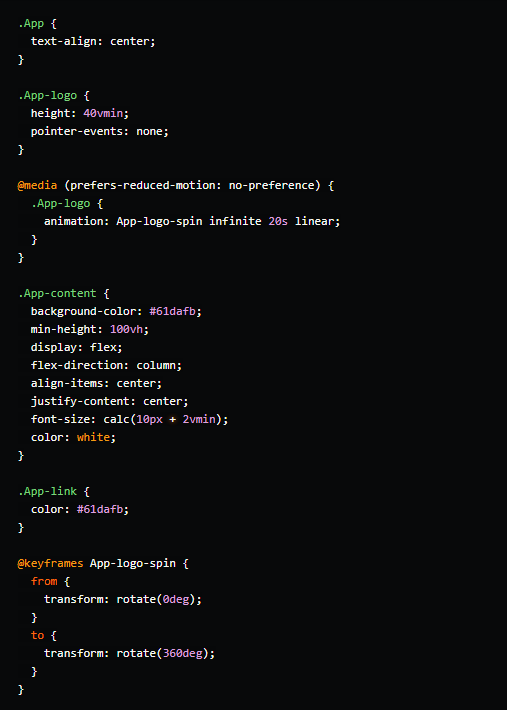 .App {
  text-align: center;
}

.App-logo {
  height: 40vmin;
  pointer-events: none;
}

@media (prefers-reduced-motion: no-preference) {
  .App-logo {
    animation: App-logo-spin infinite 20s linear;
  }
}

.App-content {
  background-color: #61dafb;
  min-height: 100vh;
  display: flex;
  flex-direction: column;
  align-items: center;
  justify-content: center;
  font-size: calc(10px + 2vmin);
  color: white;
}

.App-link {
  color: #61dafb;
}

@keyframes App-logo-spin {
  from {
    transform: rotate(0deg);
  }
  to {
    transform: rotate(360deg);
  }
}